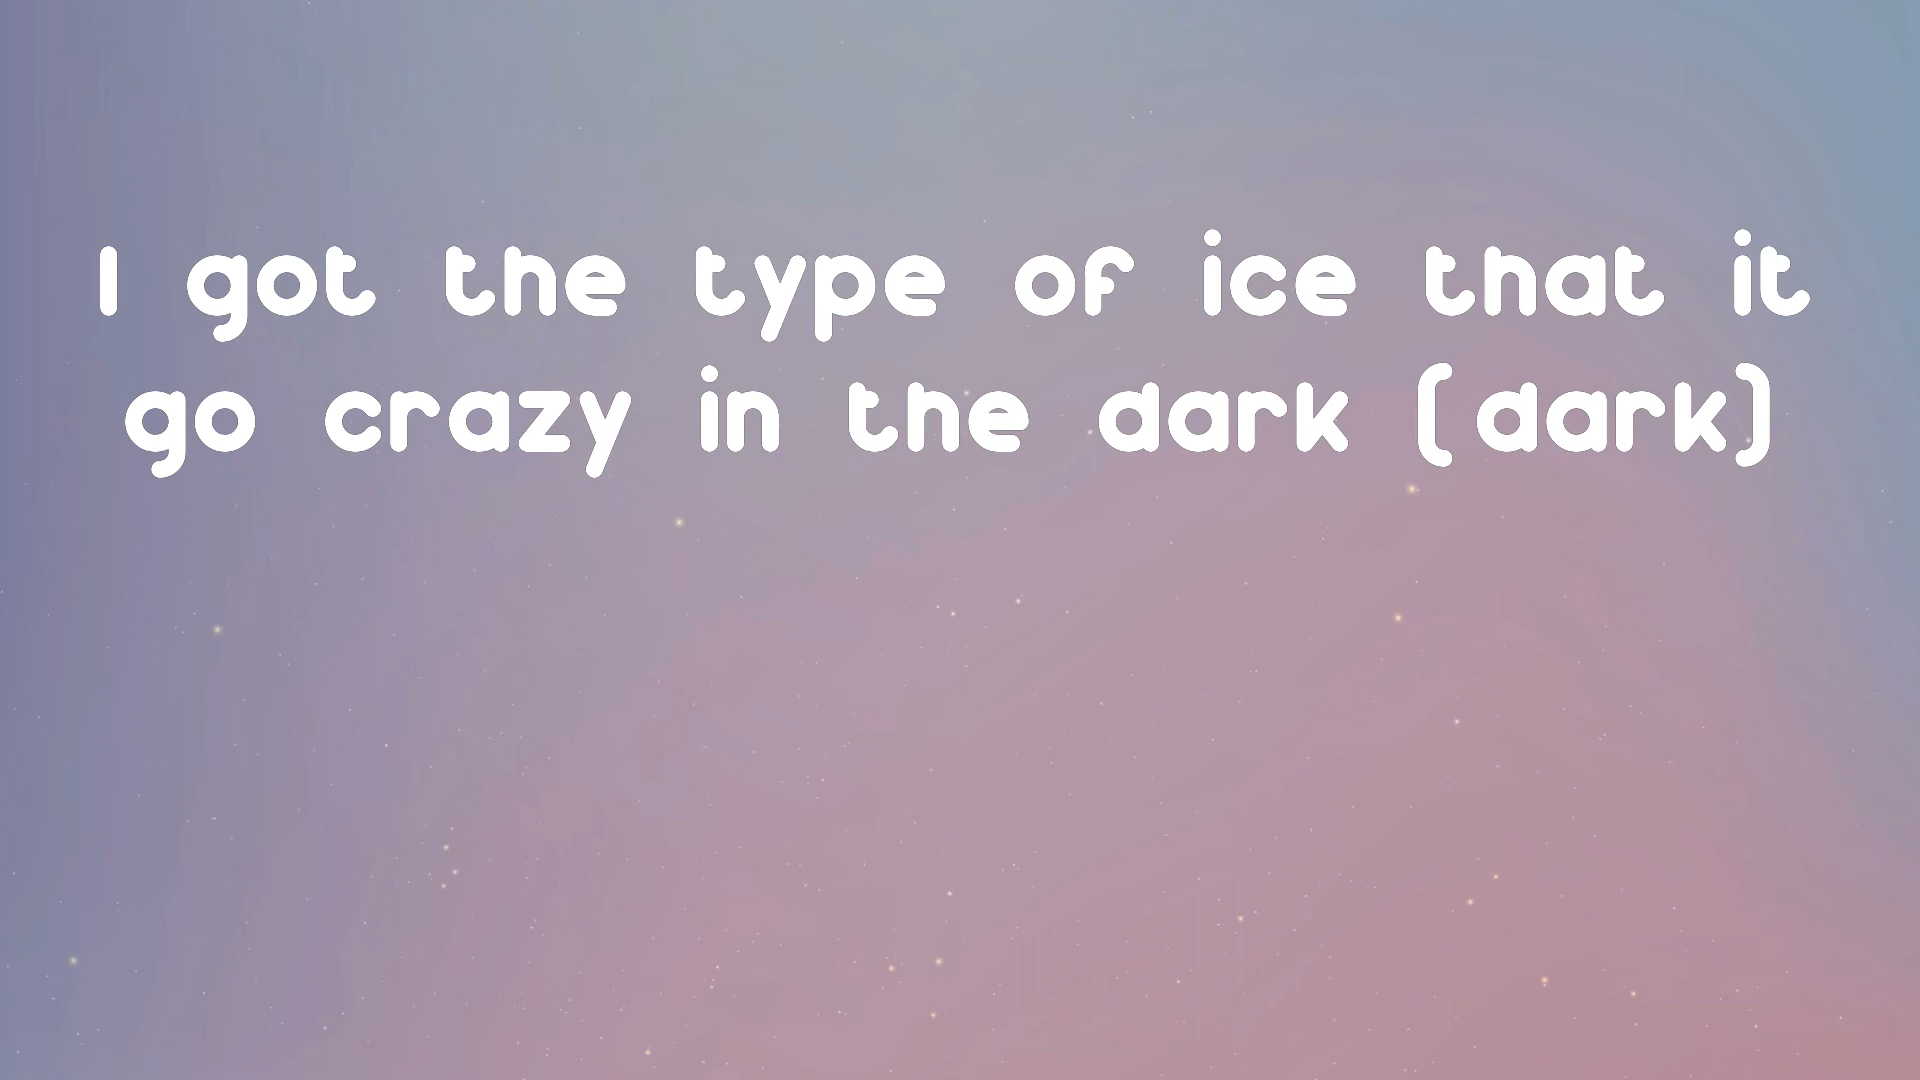 I got the type of ice that it
go crazy in the dark (dark)